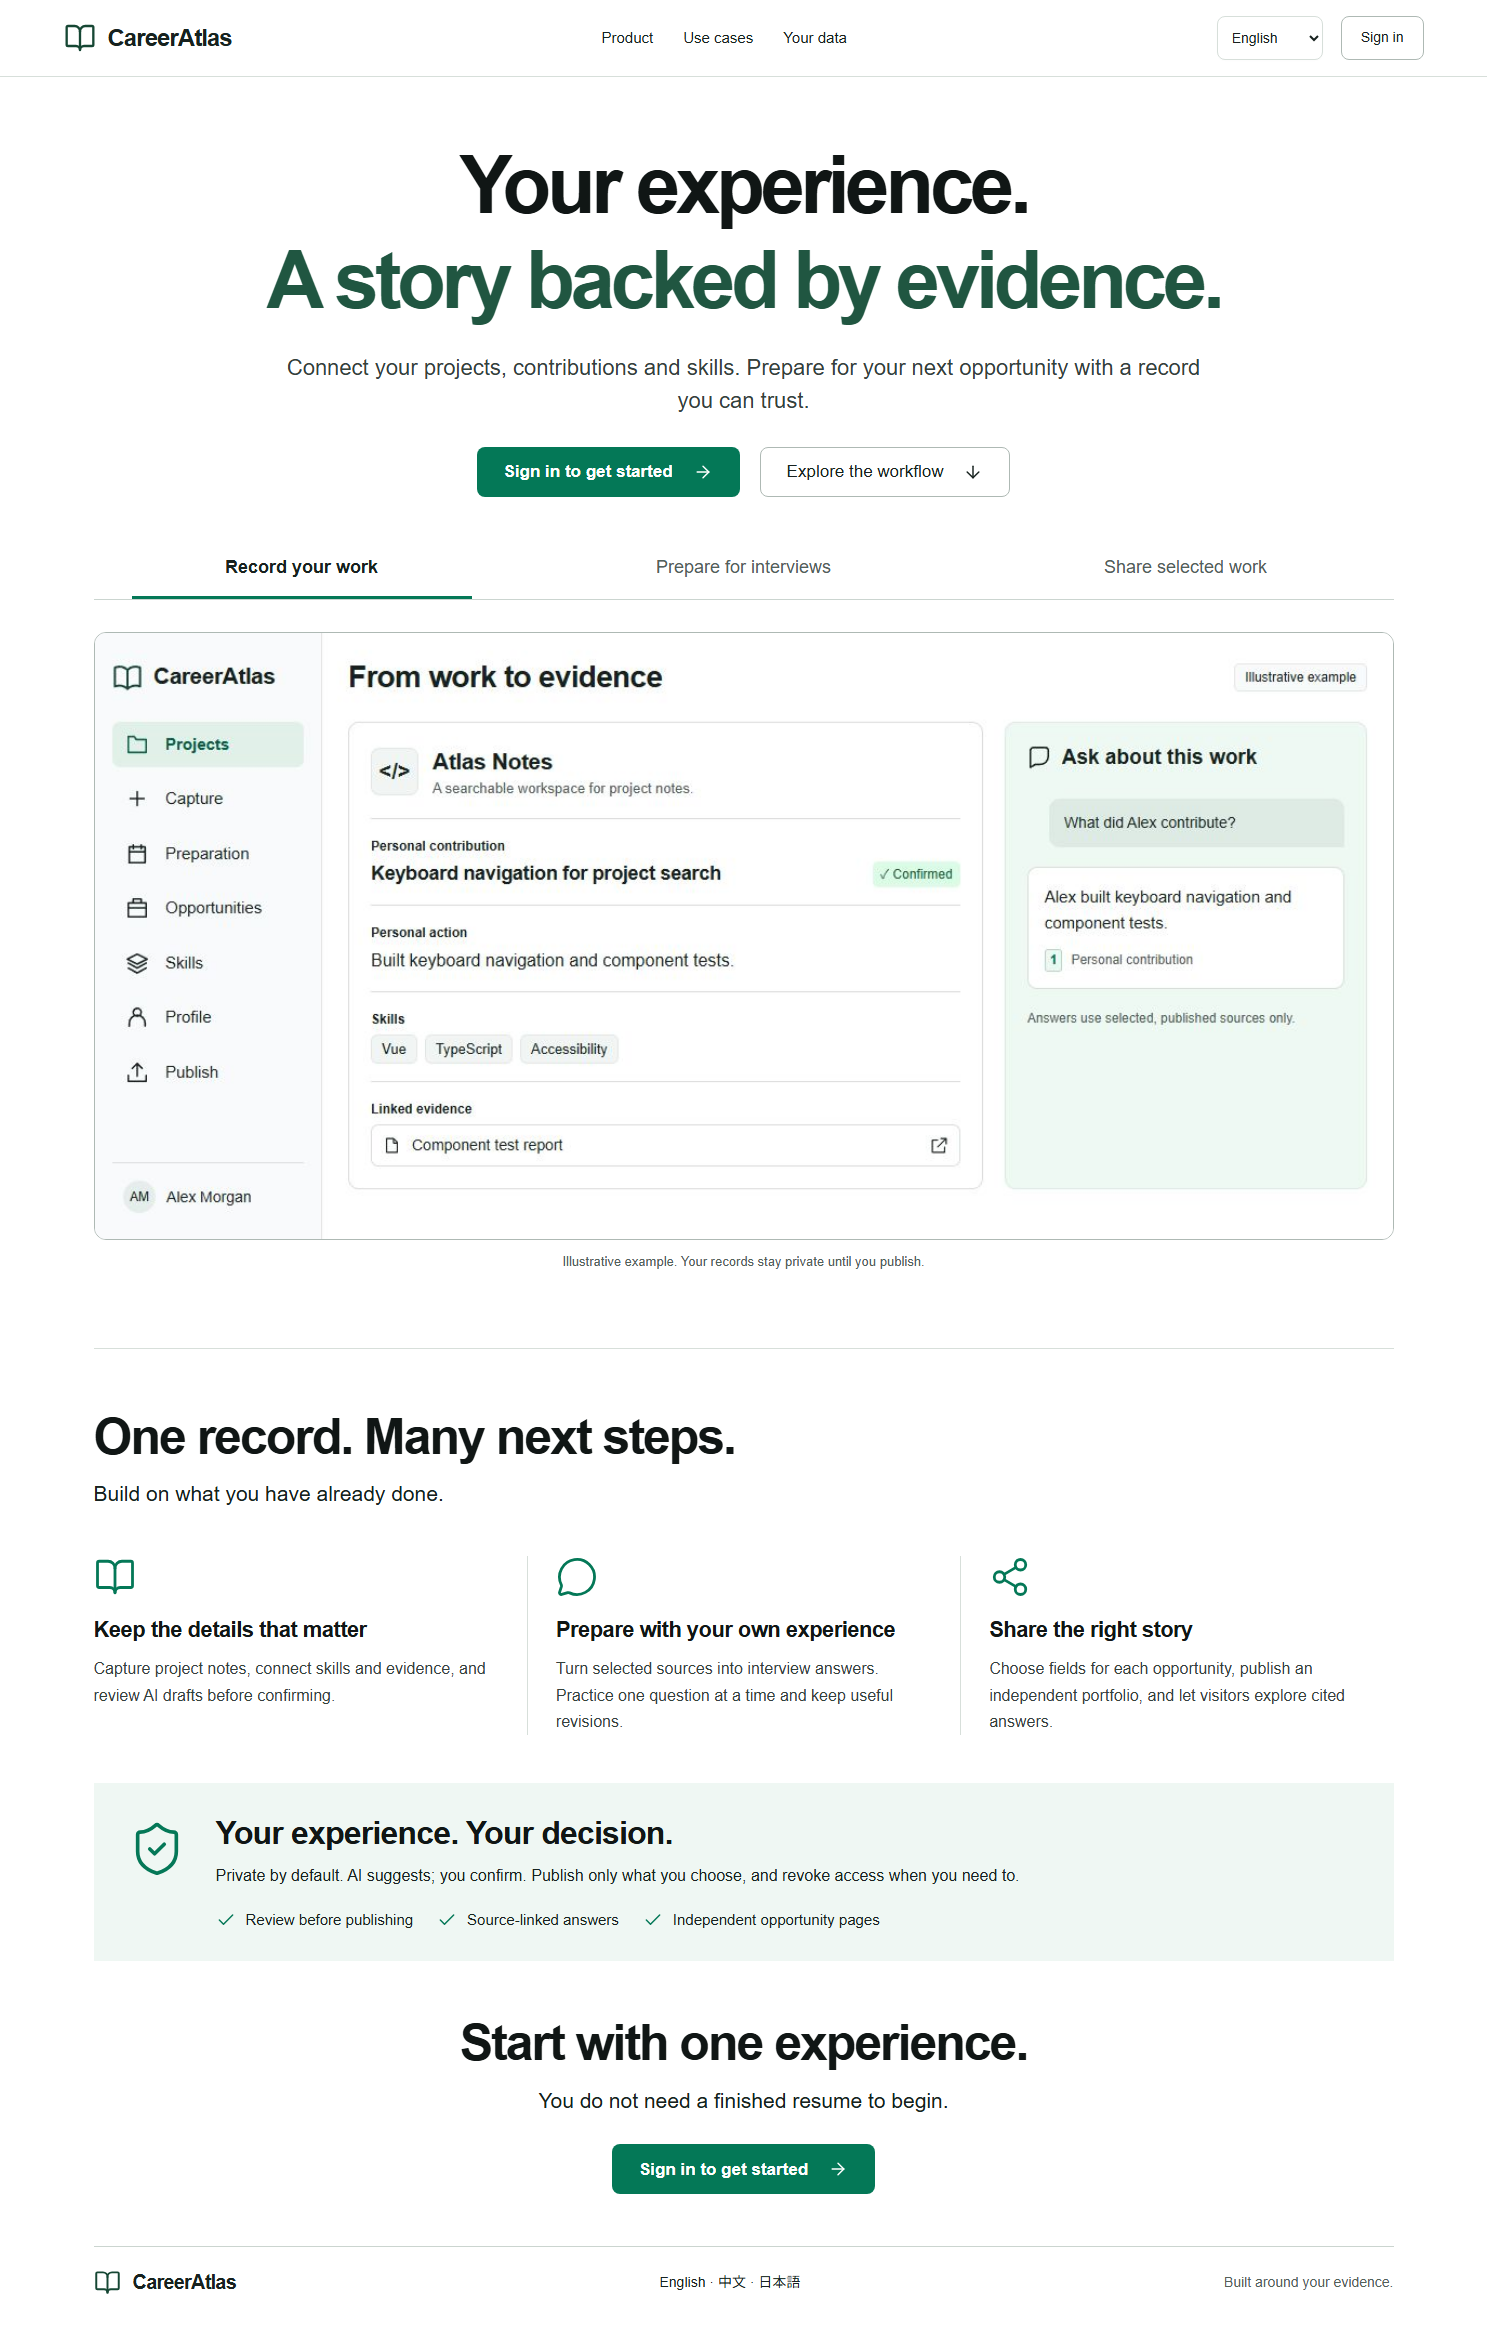 CareerAtlas
Product
Use cases
Your data
English
Sign in
Your experience.
A story backed by evidence.
Connect your projects, contributions and skills. Prepare for your next opportunity with a record
you can trust.
Sign in to get started
Explore the workflow
Record your work
Prepare for interviews
Share selected work
CareerAtlas
Projects
Capture
Preparation
Opportunities
Skills
Profile
Publish
AM
Alex Morgan
From work to evidence
Illustrative example
</>
Atlas Notes
A searchable workspace for project notes.
Personal contribution
Keyboard navigation for project search
✓ Confirmed
Personal action
Built keyboard navigation and component tests.
Skills
Vue
TypeScript
Accessibility
Linked evidence
Component test report
Ask about this work
What did Alex contribute?
Alex built keyboard navigation and
component tests.
1
Personal contribution
Answers use selected, published sources only.
Illustrative example. Your records stay private until you publish.
One record. Many next steps.
Build on what you have already done.
Keep the details that matter
Capture project notes, connect skills and evidence, and
review AI drafts before confirming.
Prepare with your own experience
Turn selected sources into interview answers.
Practice one question at a time and keep useful
revisions.
Share the right story
Choose fields for each opportunity, publish an
independent portfolio, and let visitors explore cited
answers.
Your experience. Your decision.
Private by default. AI suggests; you confirm. Publish only what you choose, and revoke access when you need to.
Review before publishing
Source-linked answers
Independent opportunity pages
Start with one experience.
You do not need a finished resume to begin.
Sign in to get started
CareerAtlas
English · 中文 · 日本語
Built around your evidence.